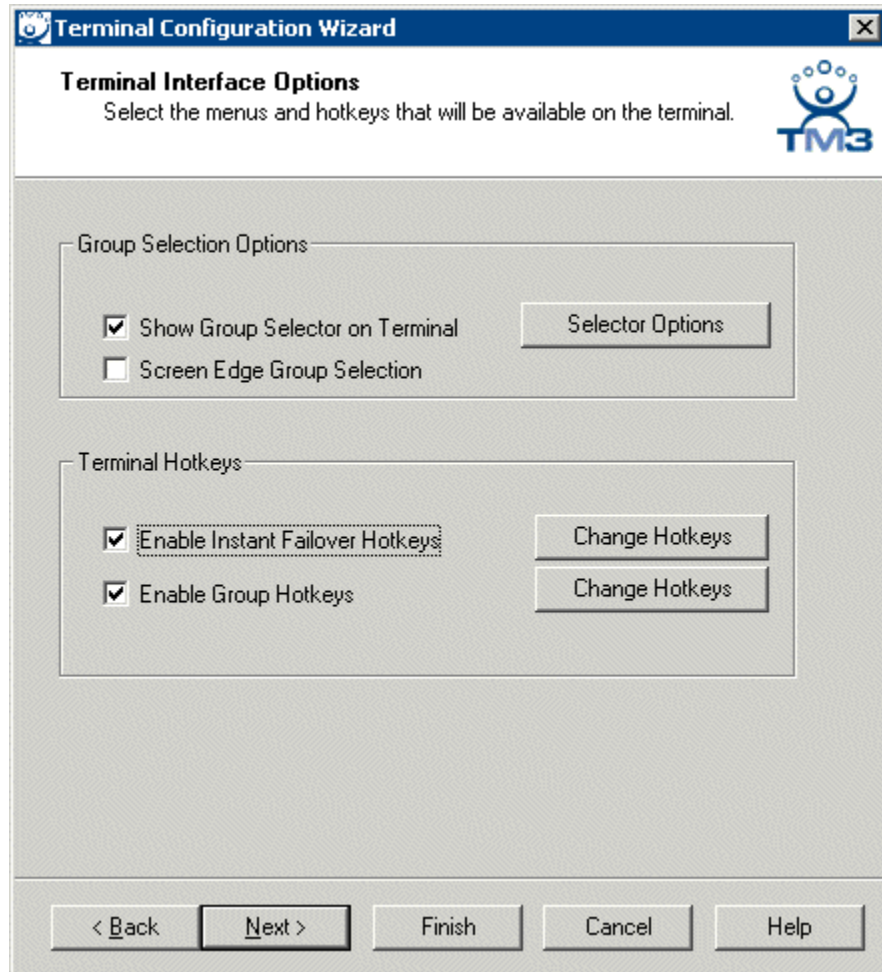 Terminal Configuration Wizard
Terminal Interface Options
Select the menus and hotkeys that will be available on the terminal.
TM3
Group Selection Options
Show Group Selector on Terminal
Selector Options
Screen Edge Group Selection
Terminal Hotkeys
Enable Instant Failover Hotkeys
Change Hotkeys
Enable Group Hotkeys
Change Hotkeys
< Back
Next >
Finish
Cancel
Help